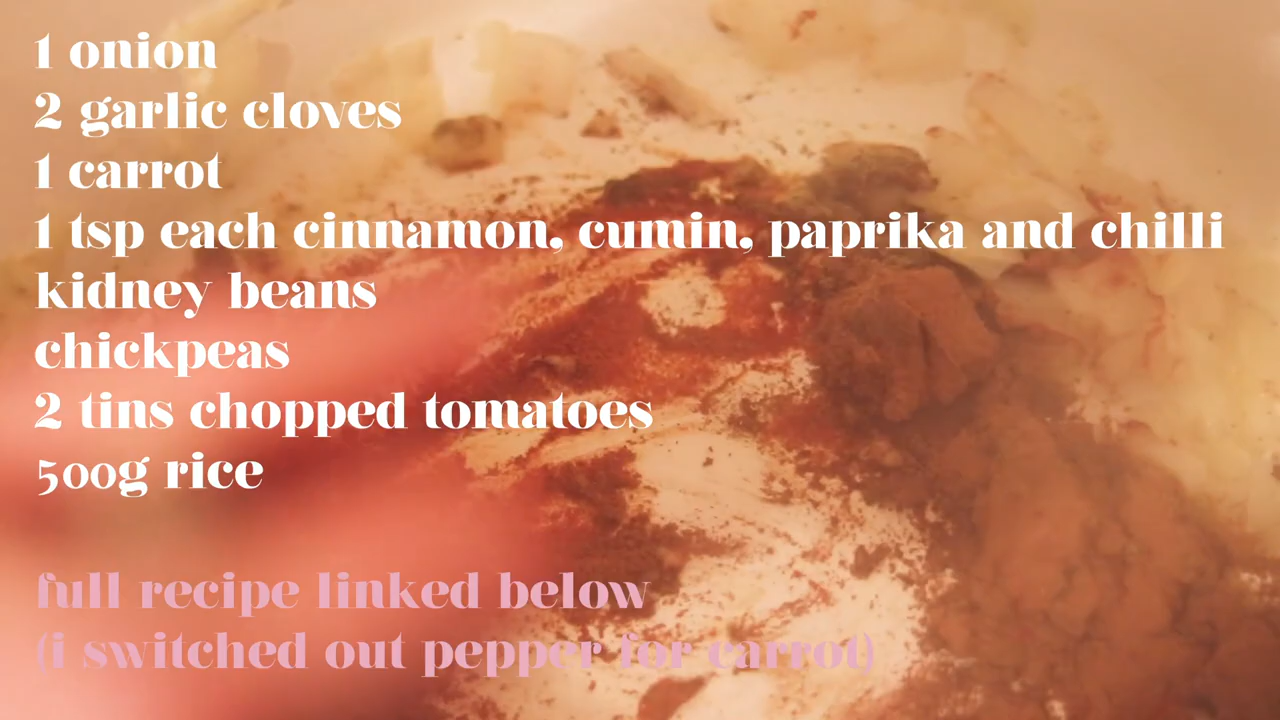 1 onion
2 garlic cloves
1 carrot
1 tsp each cinnamon, cumin, paprika and chilli
kidney beans
chickpeas
2 tins chopped tomatoes
500g rice
full recipe linked below
(i switched out pepper for carrot)